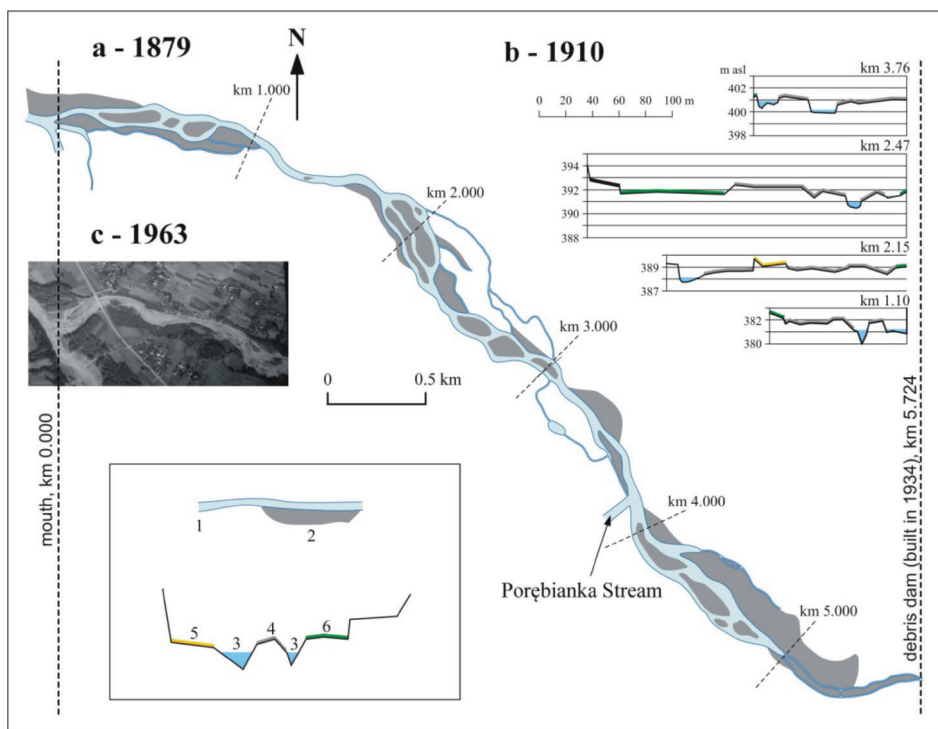 a - 1879
N
b - 1910
0 20 40 60 80 100 m
km 3.76
m asl
402
400
398
km 2.47
394
392
390
388
km 2.15
389
387
km 1.10
382
380
km 1.000
km 2.000
c - 1963
km 3.000
0 0.5 km
mouth, km 0.000
km 4.000
Porębianka Stream
km 5.000
debris dam (built in 1934), km 5.724
1
2
5 3 4 3 6